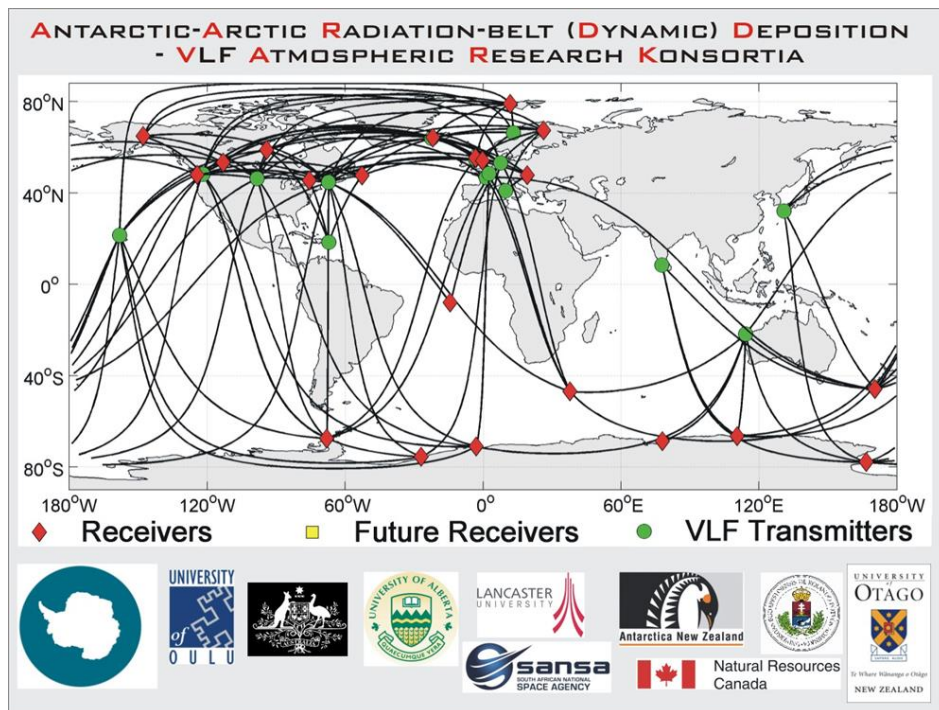 ANTARCTIC-ARCTIC RADIATION-BELT (DYNAMIC) DEPOSITION
- VLF ATMOSPHERIC RESEARCH KONSORTIA
80°N
40°N
0°
40°S
80°S
180°W 120°W 60°W 0° 60°E 120°E 180°W
Receivers Future Receivers VLF Transmitters
UNIVERSITY
of
OULU
UNIVERSITY OF ALBERTA
QUAECUMQUE VERA
LANCASTER
UNIVERSITY
sansa
SOUTH AFRICAN NATIONAL
SPACE AGENCY
Antarctica New Zealand
Natural Resources
Canada
UNIVERSITY
of
OTAGO
Te Whare Wānanga o Otāgo
NEW ZEALAND